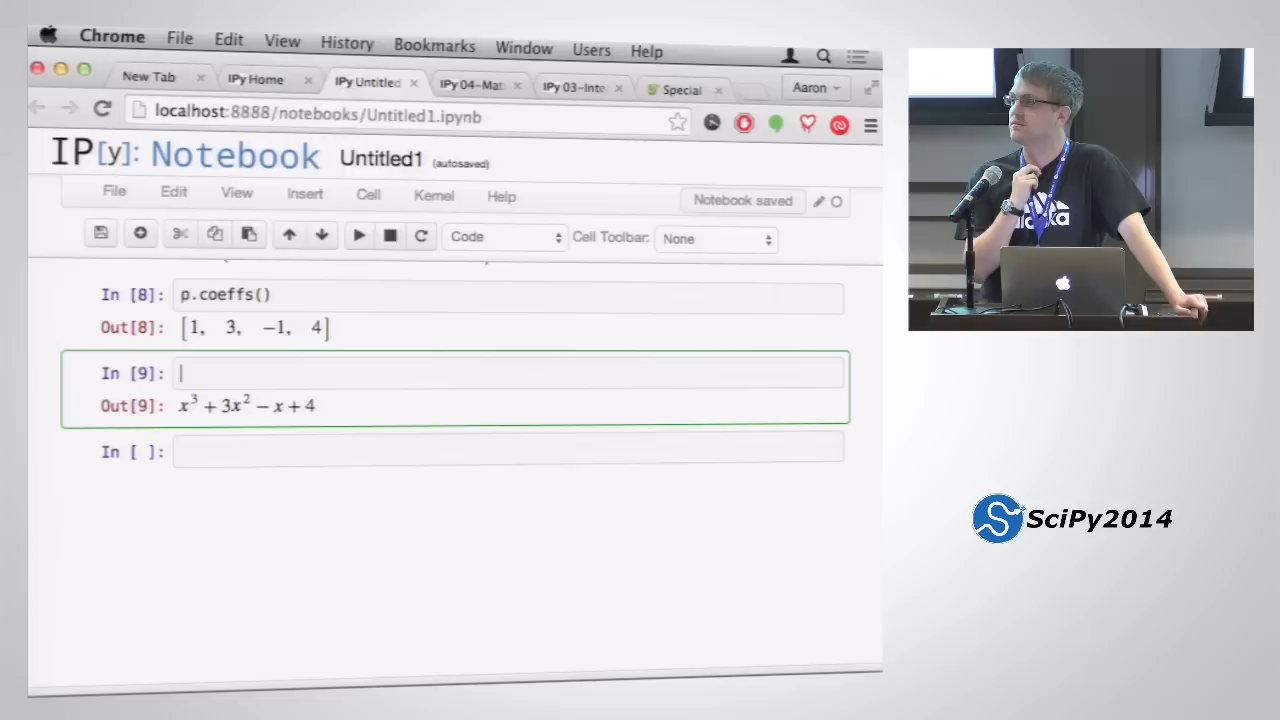 Chrome File Edit View History Bookmarks Window Users Help
New Tab IPy Home IPy Untitled IPy 04-Mat IPy 03-Inte Special Aaron
localhost:8888/notebooks/Untitled1.ipynb
IP[y]: Notebook Untitled1 (autosaved)
File Edit View Insert Cell Kernel Help Notebook saved
Code Cell Toolbar: None
In [8]: p.coeffs()
Out[8]: [1, 3, −1, 4]
In [9]:
Out[9]: x³ + 3x² − x + 4
In [ ]:
SciPy2014